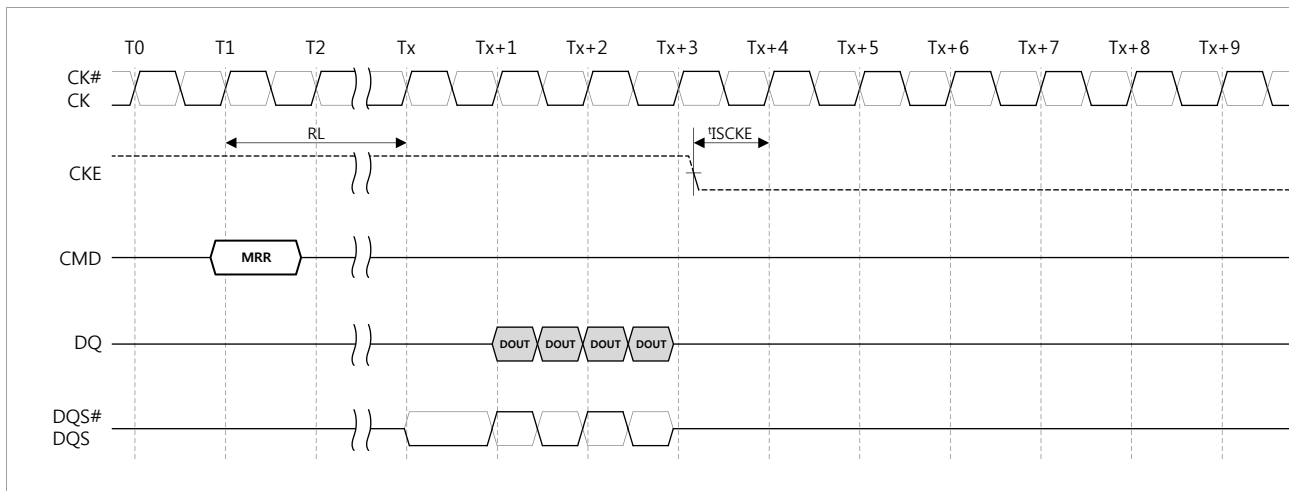 T0 T1 T2 Tx Tx+1 Tx+2 Tx+3 Tx+4 Tx+5 Tx+6 Tx+7 Tx+8 Tx+9
CK#
CK
RL tISCKE
CKE
CMD MRR
DQ DOUT DOUT DOUT DOUT
DQS#
DQS